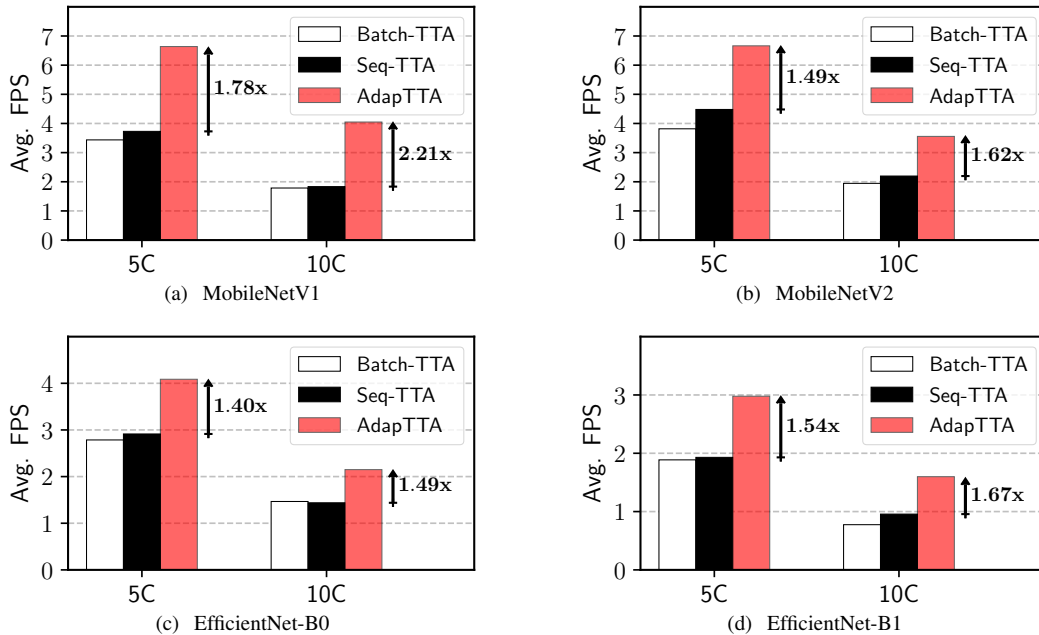 7
6
5
4
3
2
1
0
Avg. FPS
1.78x
2.21x
Batch-TTA
Seq-TTA
AdapTTA
5C
10C
(a) MobileNetV1
7
6
5
4
3
2
1
0
Avg. FPS
1.49x
1.62x
Batch-TTA
Seq-TTA
AdapTTA
5C
10C
(b) MobileNetV2
4
3
2
1
0
Avg. FPS
1.40x
1.49x
Batch-TTA
Seq-TTA
AdapTTA
5C
10C
(c) EfficientNet-B0
3
2
1
0
Avg. FPS
1.54x
1.67x
Batch-TTA
Seq-TTA
AdapTTA
5C
10C
(d) EfficientNet-B1